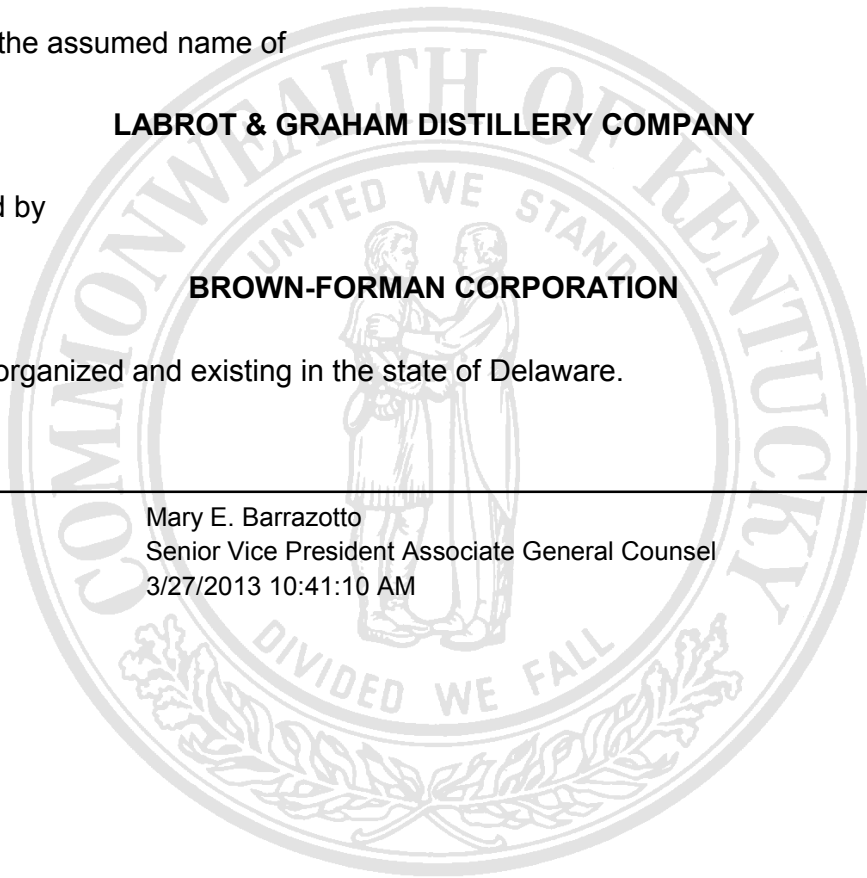 the assumed name of
LABROT & GRAHAM DISTILLERY COMPANY
d by
BROWN-FORMAN CORPORATION
organized and existing in the state of Delaware.
Mary E. Barrazotto
Senior Vice President Associate General Counsel
3/27/2013 10:41:10 AM
COMMONWEALTH OF KENTUCKY
UNITED WE STAND
DIVIDED WE FALL